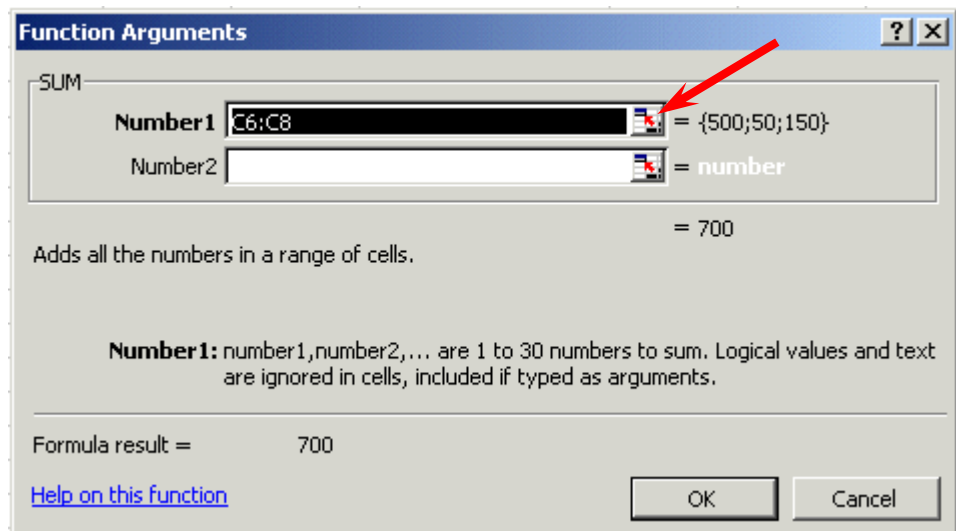 Function Arguments
SUM
Number1 C6:C8 = {500;50;150}
Number2 = number
= 700
Adds all the numbers in a range of cells.
Number1: number1,number2,... are 1 to 30 numbers to sum. Logical values and text
are ignored in cells, included if typed as arguments.
Formula result = 700
Help on this function OK Cancel